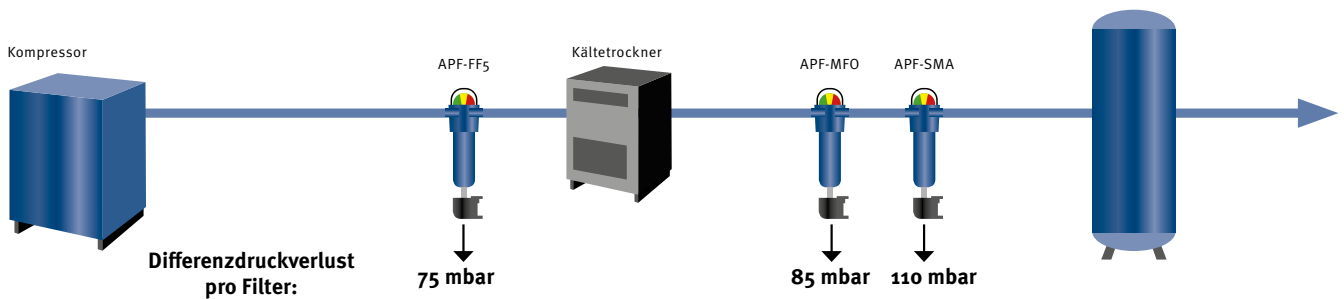 Kompressor
APF-FF5
Kältetrockner
APF-MFO
APF-SMA
Differenzdruckverlust
pro Filter:
75 mbar
85 mbar
110 mbar